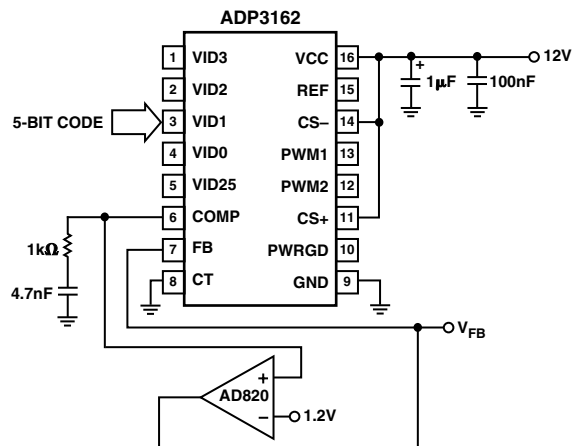 ADP3162
1 VID3 VCC 16
12V
2 VID2 REF 15
1μF 100nF
5-BIT CODE
3 VID1 CS– 14
4 VID0 PWM1 13
5 VID25 PWM2 12
6 COMP CS+ 11
1kΩ
7 FB PWRGD 10
4.7nF
8 CT GND 9
VFB
+
AD820
–
1.2V
+